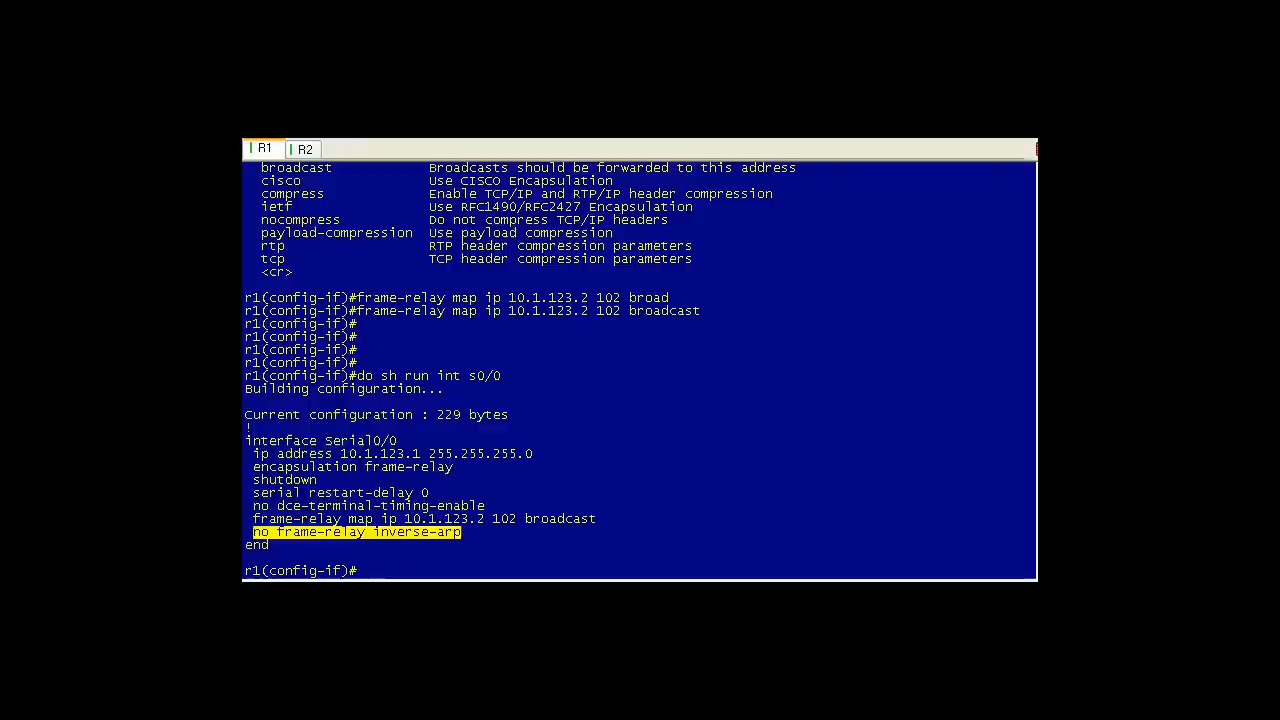 R1 R2
broadcast Broadcasts should be forwarded to this address
cisco Use CISCO Encapsulation
compress Enable TCP/IP and RTP/IP header compression
ietf Use RFC1490/RFC2427 Encapsulation
nocompress Do not compress TCP/IP headers
payload-compression Use payload compression
rtp RTP header compression parameters
tcp TCP header compression parameters
<cr>
r1(config-if)#frame-relay map ip 10.1.123.2 102 broad
r1(config-if)#frame-relay map ip 10.1.123.2 102 broadcast
r1(config-if)#
r1(config-if)#
r1(config-if)#
r1(config-if)#
r1(config-if)#do sh run int s0/0
Building configuration...
Current configuration : 229 bytes
!
interface Serial0/0
ip address 10.1.123.1 255.255.255.0
encapsulation frame-relay
shutdown
serial restart-delay 0
no dce-terminal-timing-enable
frame-relay map ip 10.1.123.2 102 broadcast
no frame-relay inverse-arp
end
r1(config-if)#